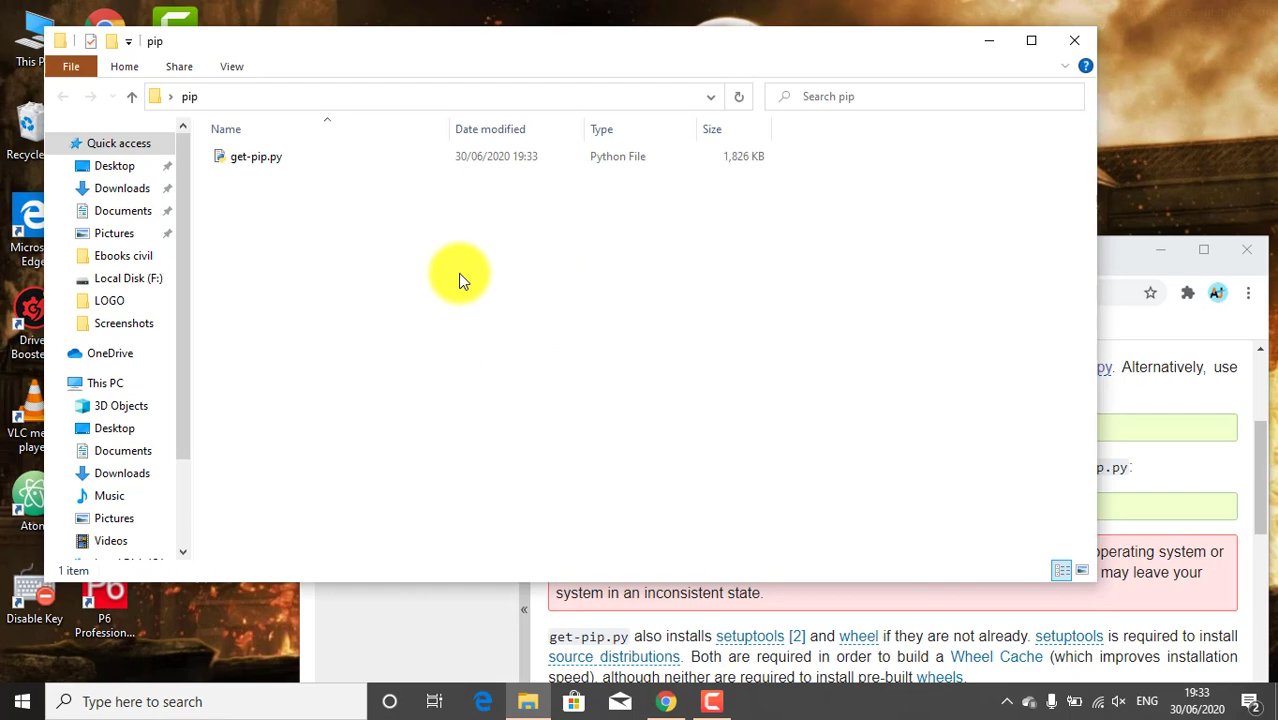 pip
File
Home
Share
View
pip
Search pip
Name
Date modified
Type
Size
get-pip.py
30/06/2020 19:33
Python File
1,826 KB
Quick access
Desktop
Downloads
Documents
Pictures
Ebooks civil
Local Disk (F:)
LOGO
Screenshots
OneDrive
This PC
3D Objects
Desktop
Documents
Downloads
Music
Pictures
Videos
1 item
This P
Recycle
Micros
Edge
Drive
Boost
VLC me
player
Atom
Disable Key
P6
Profession...
py. Alternatively, use
p.py:
operating system or
may leave your
system in an inconsistent state.
get-pip.py also installs setuptools [2] and wheel if they are not already. setuptools is required to install
source distributions. Both are required in order to build a Wheel Cache (which improves installation
speed), although neither are required to install pre-built wheels.
Type here to search
ENG
19:33
30/06/2020
2